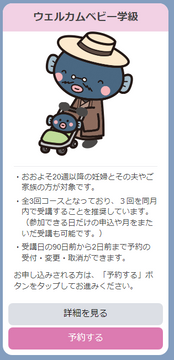 ウェルカムベビー学級
・おおよそ20週以降の妊婦とその夫やご
家族の方が対象です。
・全3回コースとなっており、３回を同月
内で受講することを推奨しています。
（参加できる日だけの申込や月をまた
いだ受講も可能です。）
・受講日の90日前から2日前まで予約の
受付・変更・取消ができます。
お申し込みされる方は、「予約する」ボ
タンをタップしてお進みください。
詳細を見る
予約する